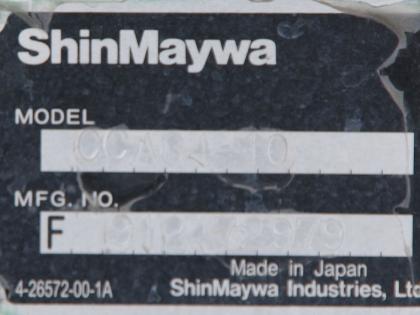 ShinMaywa
MODEL
MFG. NO.
F
Made in Japan
4-26572-00-1A ShinMaywa Industries, Ltd